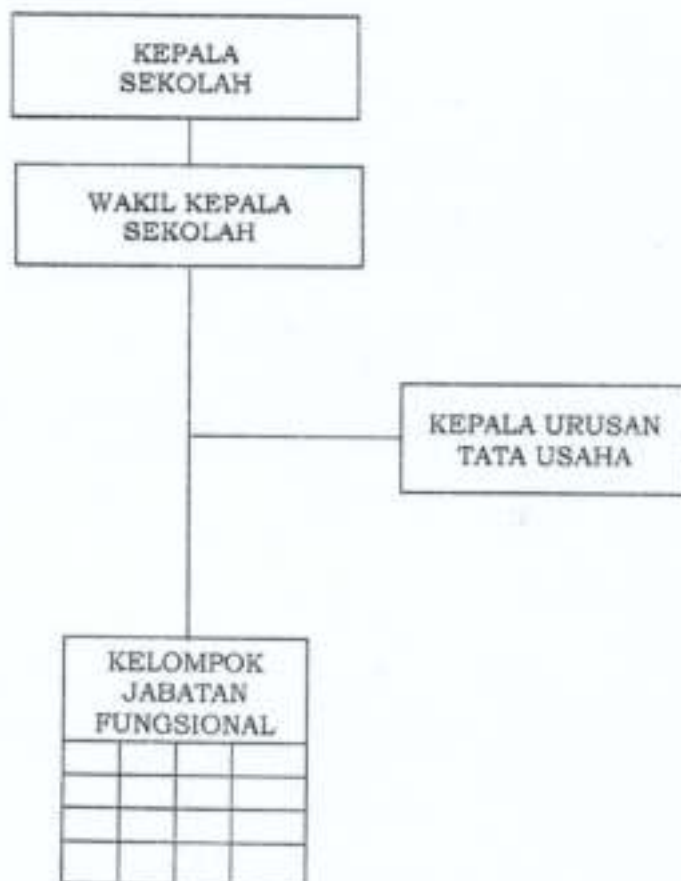 KEPALA
SEKOLAH
WAKIL KEPALA
SEKOLAH
KEPALA URUSAN
TATA USAHA
KELOMPOK
JABATAN
FUNGSIONAL